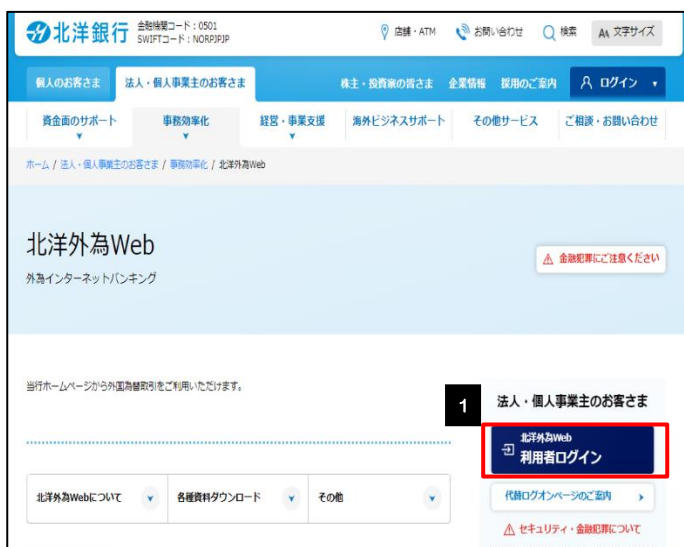 北洋銀行 金融機関コード：0501
SWIFTコード：NORPJPJP
店舗・ATM お問い合わせ 検索 AA 文字サイズ
個人のお客さま 法人・個人事業主のお客さま 株主・投資家の皆さま 企業情報 採用のご案内 ログイン
資金面のサポート 事務効率化 経営・事業支援 海外ビジネスサポート その他サービス ご相談・お問い合わせ
ホーム / 法人・個人事業主のお客さま / 事務効率化 / 北洋外為Web
北洋外為Web
金融犯罪にご注意ください
外為インターネットバンキング
当行ホームページから外国為替取引をご利用いただけます。
1 法人・個人事業主のお客さま
北洋外為Web
利用者ログイン
北洋外為Webについて 各種資料ダウンロード その他
代替ログオンページのご案内
セキュリティ・金融犯罪について